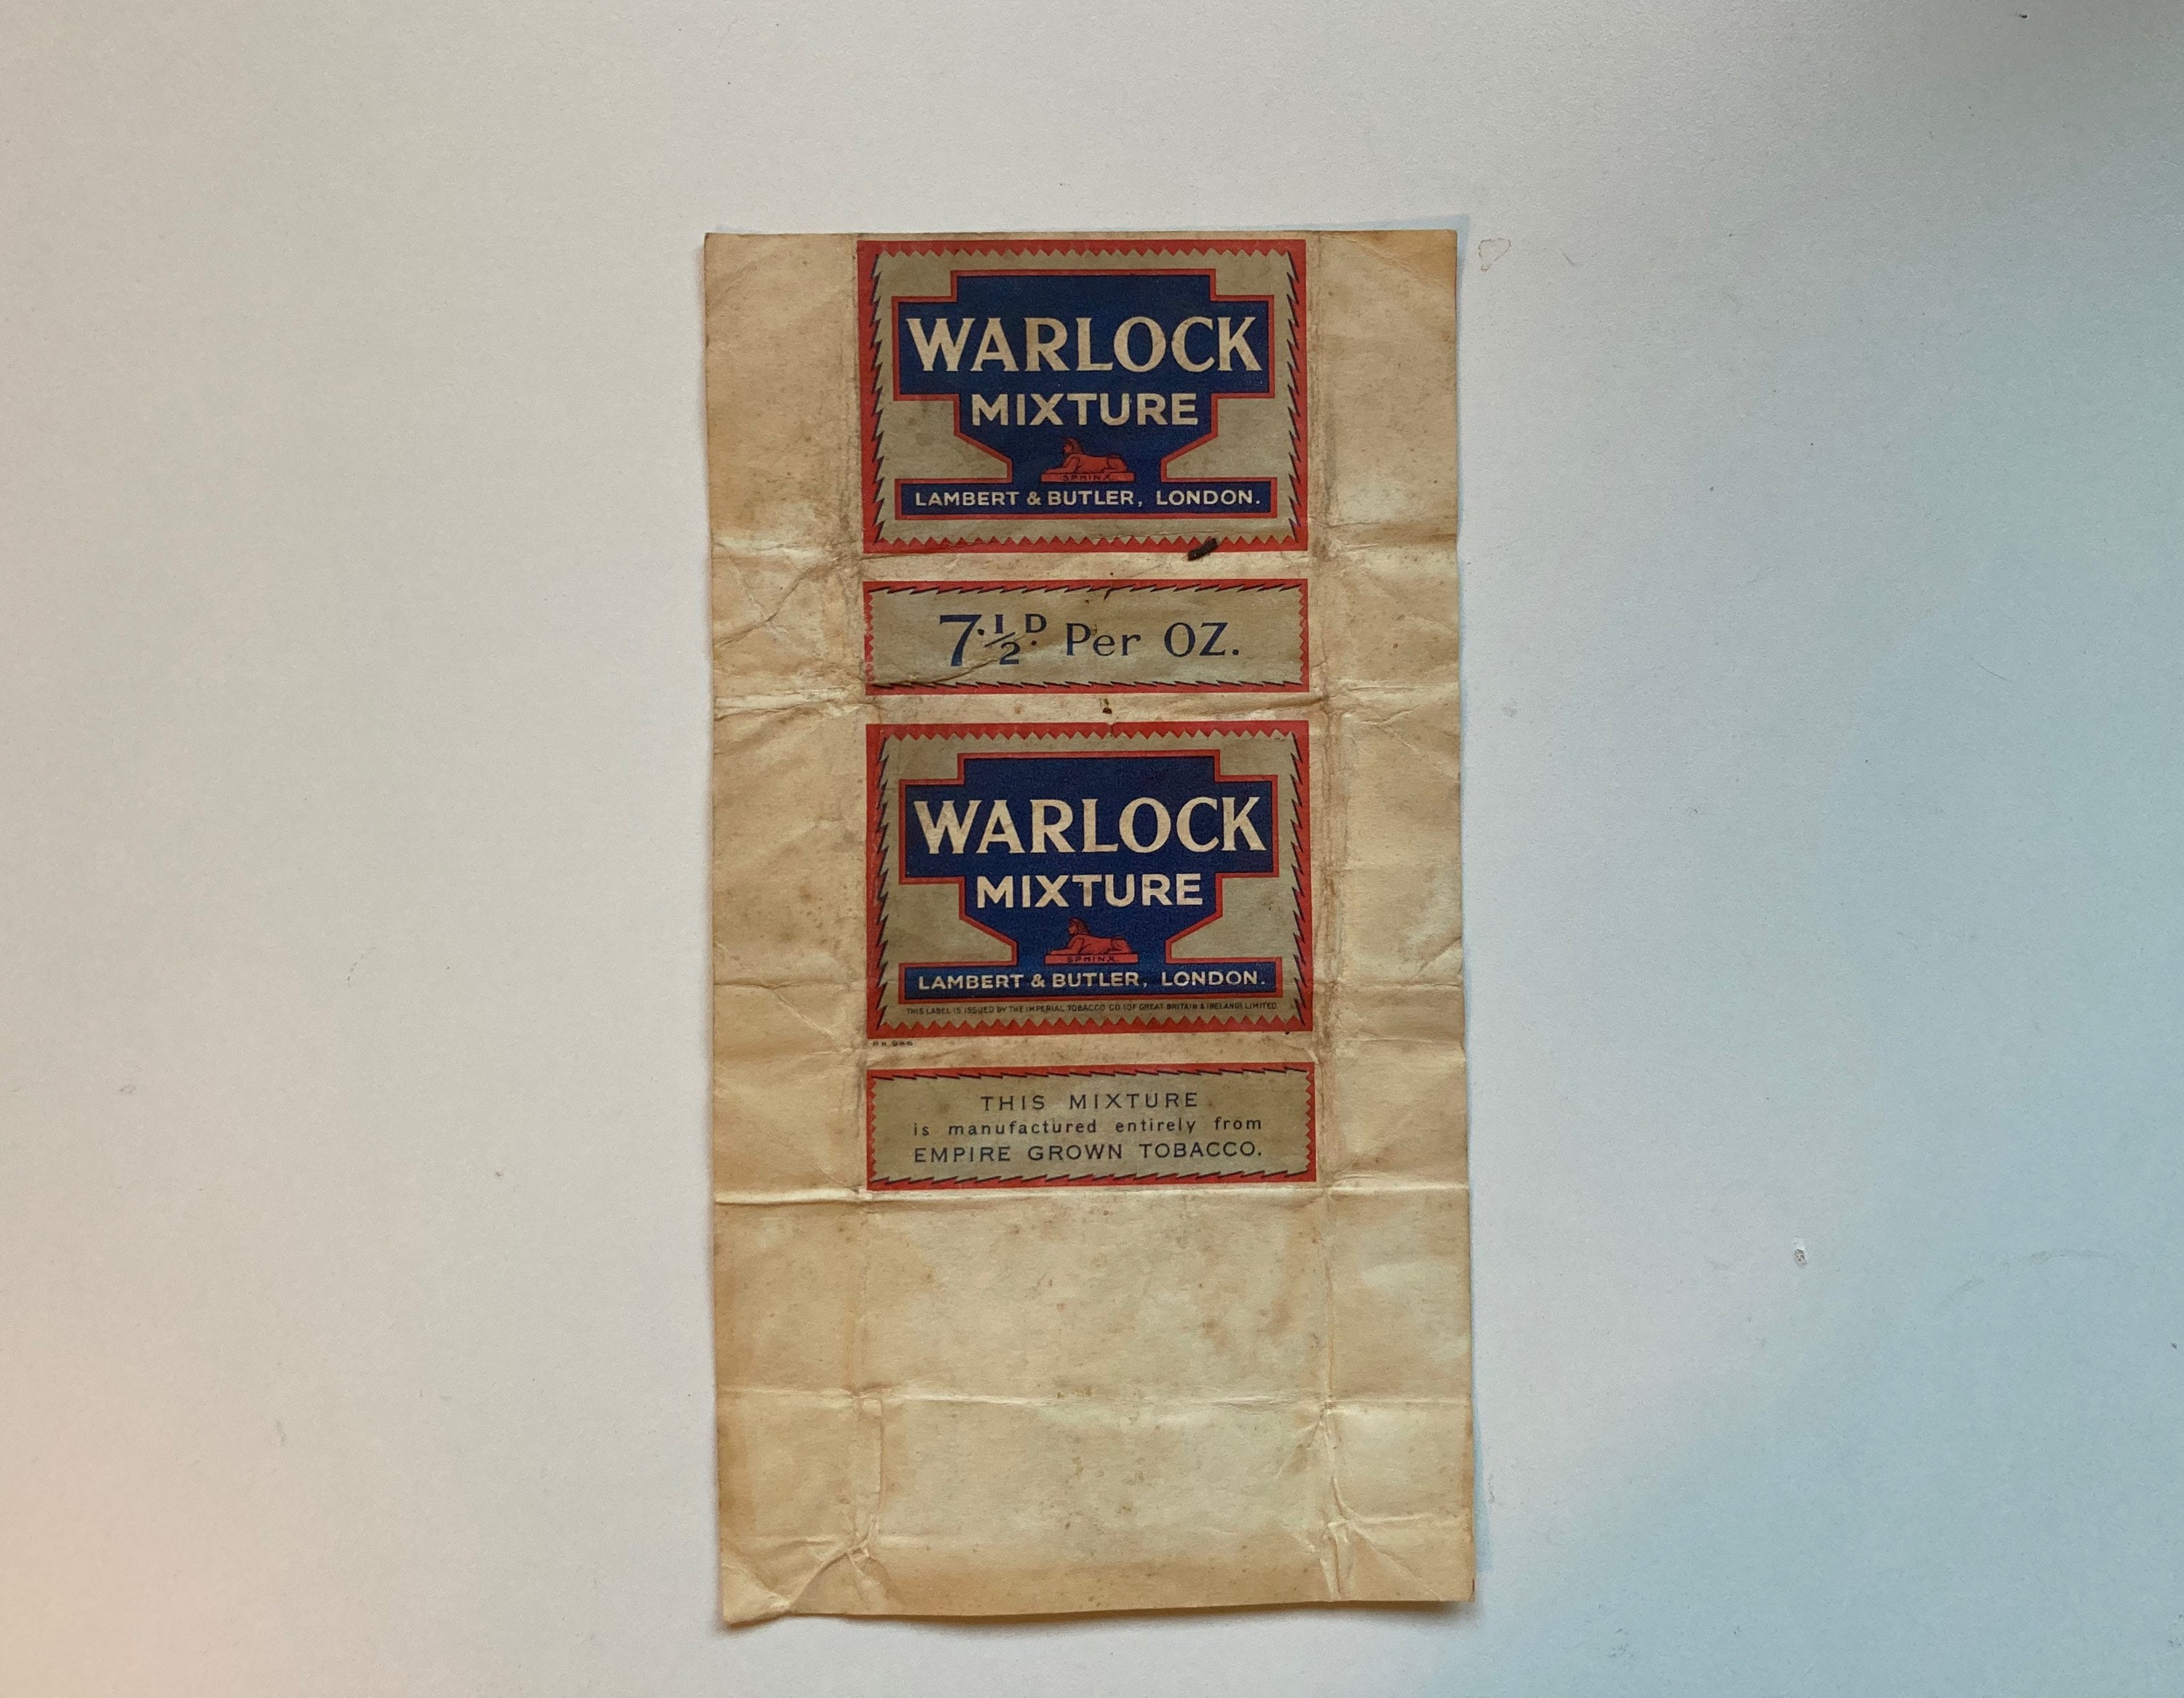 WARLOCK
MIXTURE
SPHINX
LAMBERT & BUTLER, LONDON.
7½D Per OZ.
WARLOCK
MIXTURE
SPHINX
LAMBERT & BUTLER, LONDON.
THIS LABEL IS ISSUED BY THE IMPERIAL TOBACCO CO. (OF GREAT BRITAIN & IRELAND) LIMITED.
THIS MIXTURE
is manufactured entirely from
EMPIRE GROWN TOBACCO.